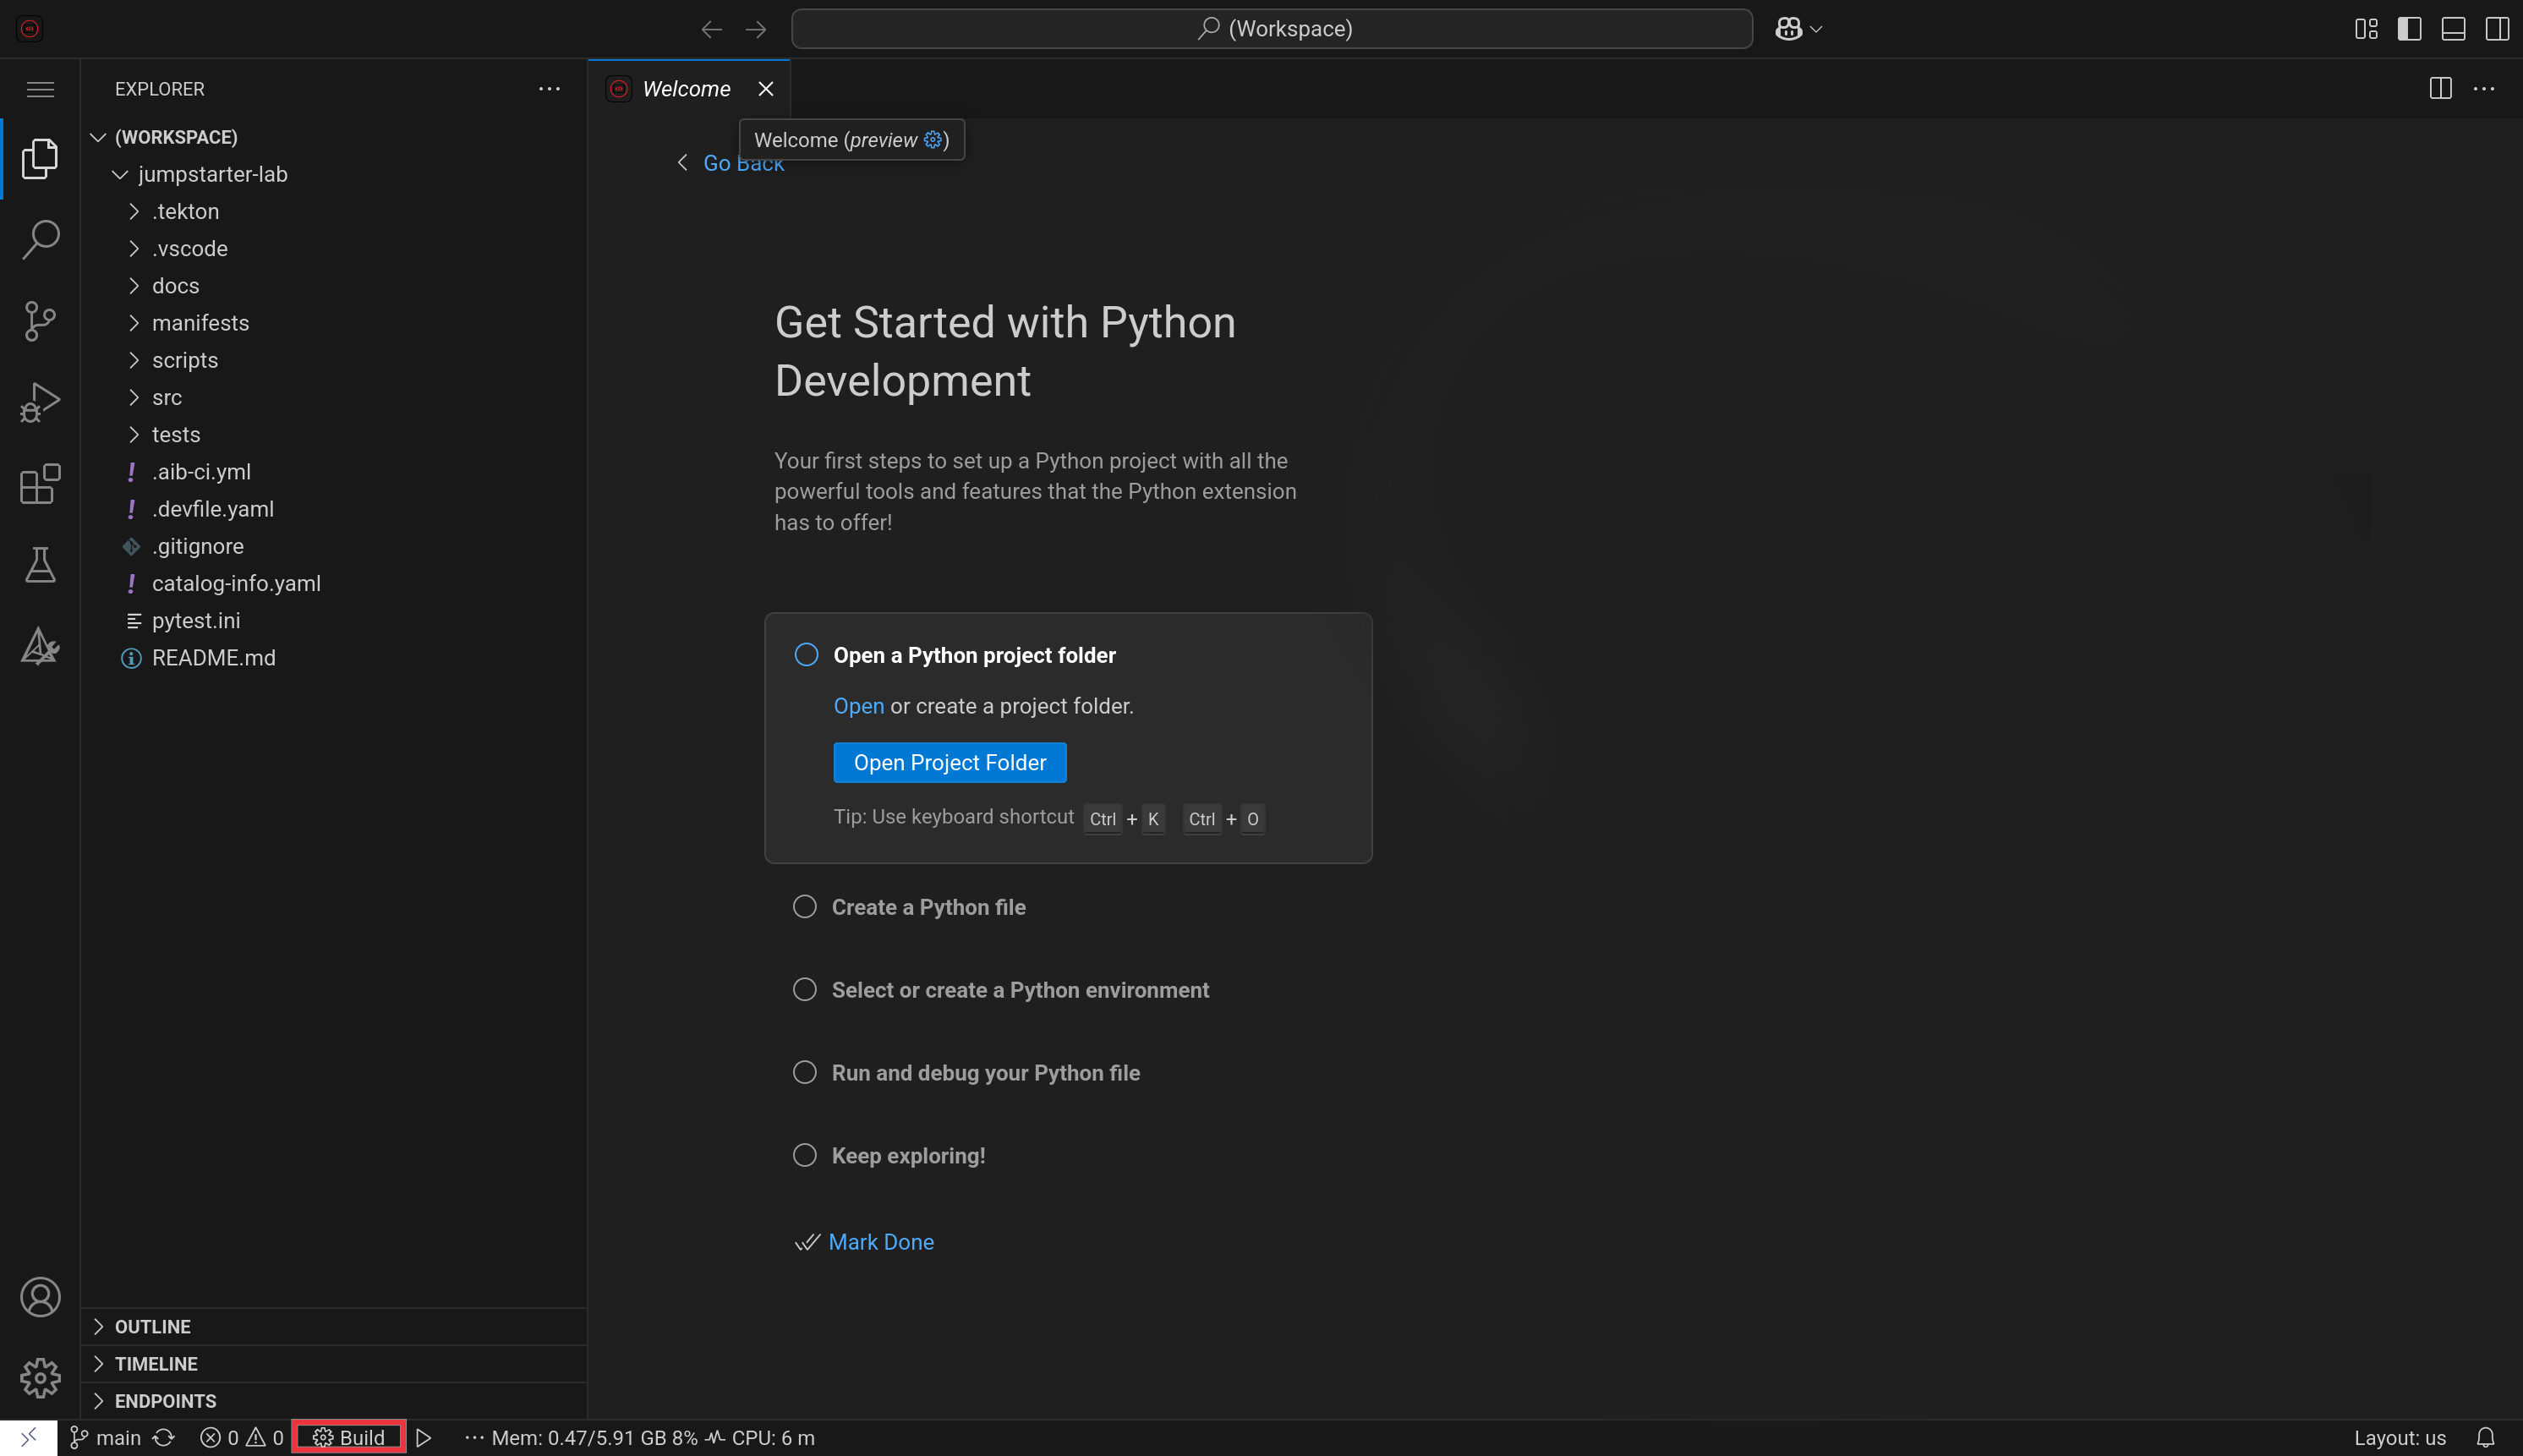 (Workspace)
EXPLORER
Welcome
Welcome (preview)
(WORKSPACE)
Go Back
jumpstarter-lab
.tekton
.vscode
docs
manifests
scripts
src
tests
.aib-ci.yml
.devfile.yaml
.gitignore
catalog-info.yaml
pytest.ini
README.md
Get Started with Python
Development
Your first steps to set up a Python project with all the
powerful tools and features that the Python extension
has to offer!
Open a Python project folder
Open or create a project folder.
Open Project Folder
Tip: Use keyboard shortcut Ctrl + K Ctrl + O
Create a Python file
Select or create a Python environment
Run and debug your Python file
Keep exploring!
Mark Done
OUTLINE
TIMELINE
ENDPOINTS
main 0 0 Build Mem: 0.47/5.91 GB 8% CPU: 6 m Layout: us